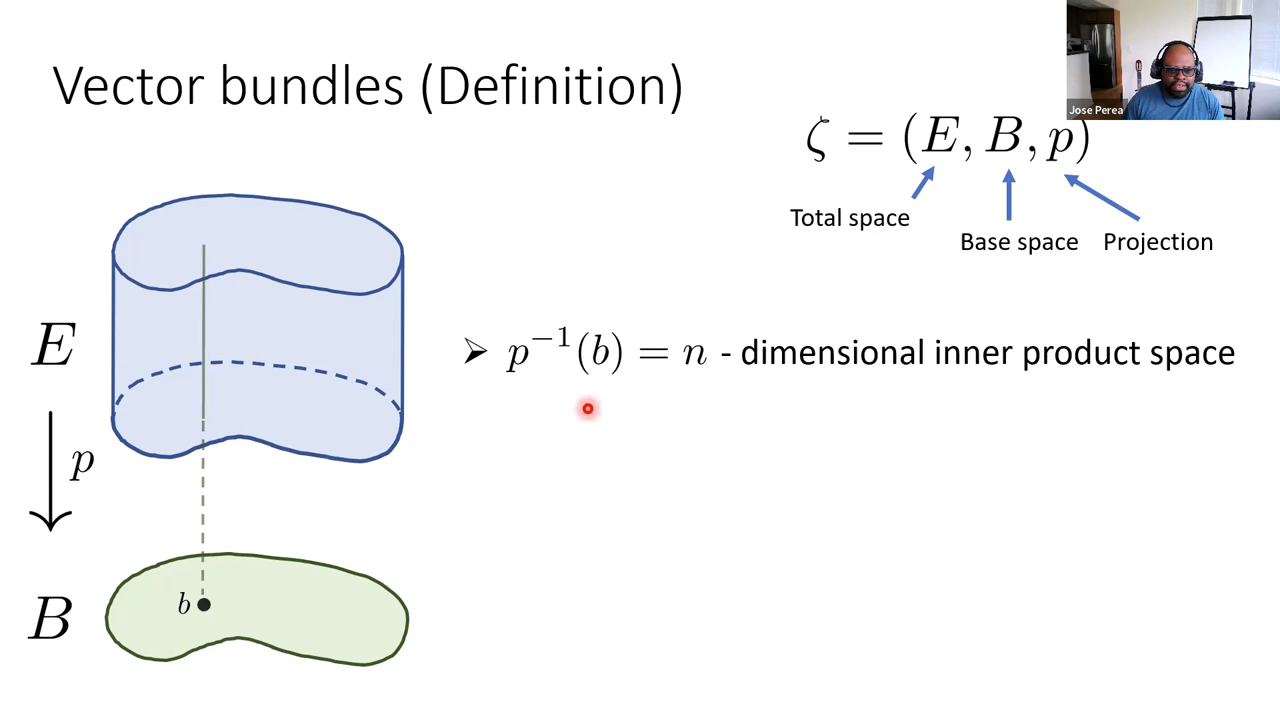 Vector bundles (Definition)
Jose Perea
ζ = (E, B, p)
Total space
Base space
Projection
E
➢ p⁻¹(b) = n - dimensional inner product space
p
B
b